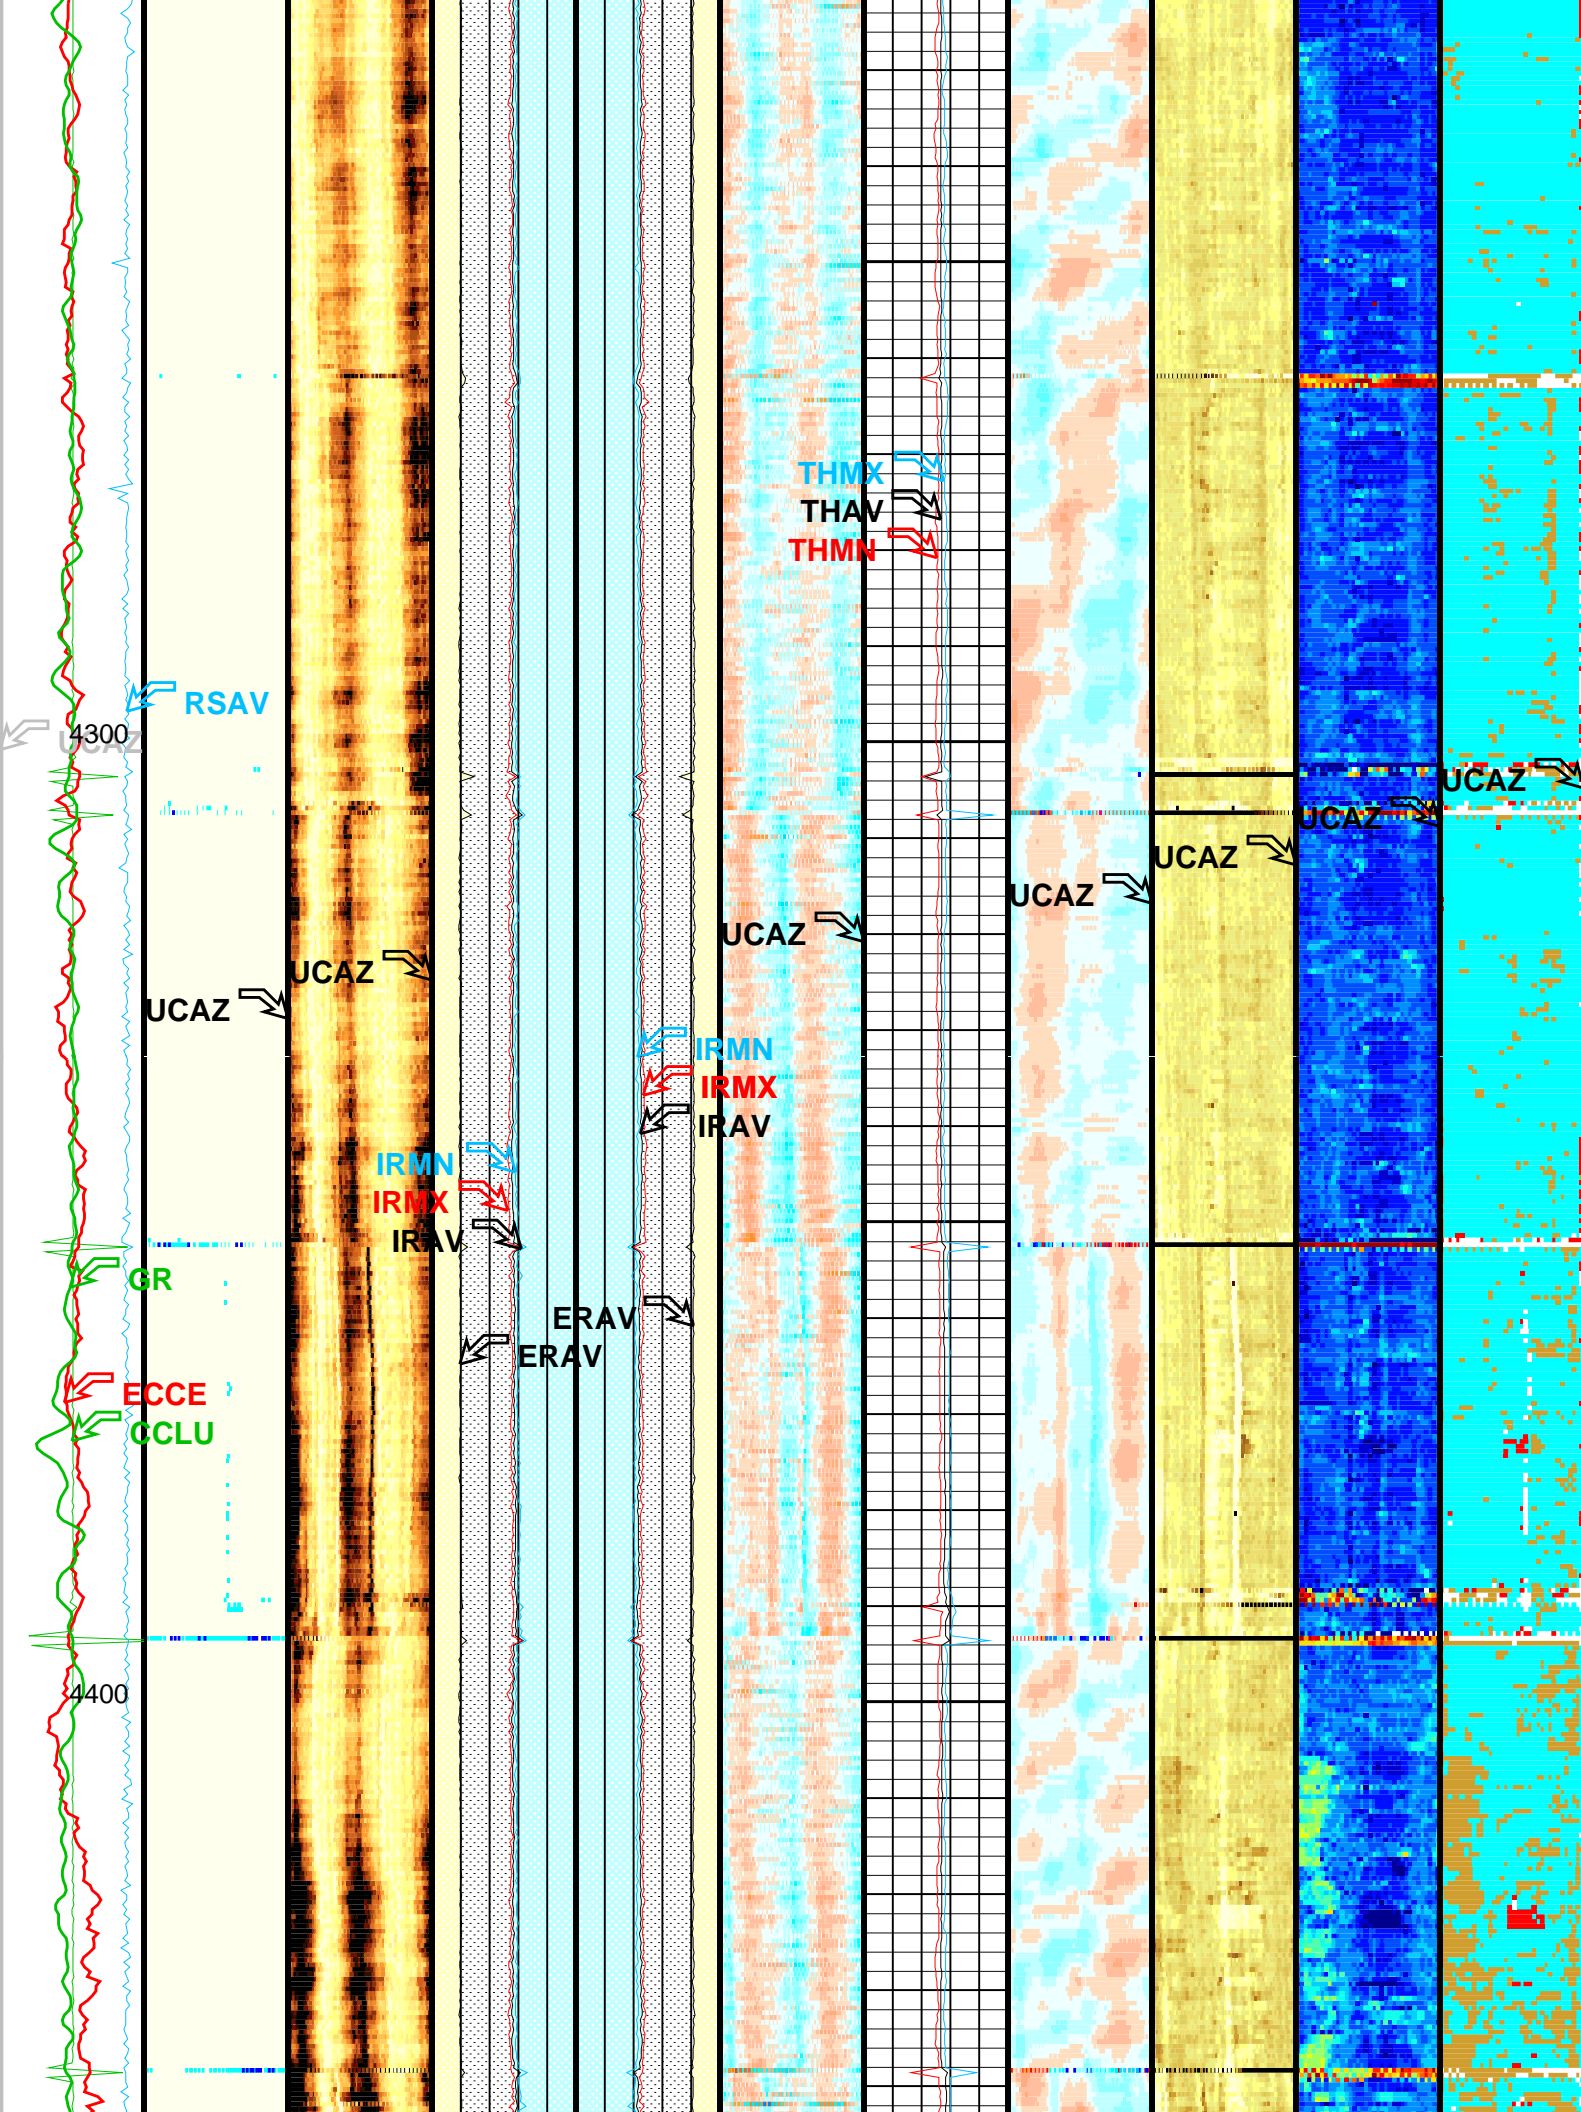 THMX
THAV
THMN
RSAV
4300
UCAZ
UCAZ
UCAZ
UCAZ
UCAZ
UCAZ
UCAZ
UCAZ
IRMN
IRMX
IRAV
IRMN
IRMX
IRAV
GR
ERAV
ERAV
ECCE
CCLU
4400